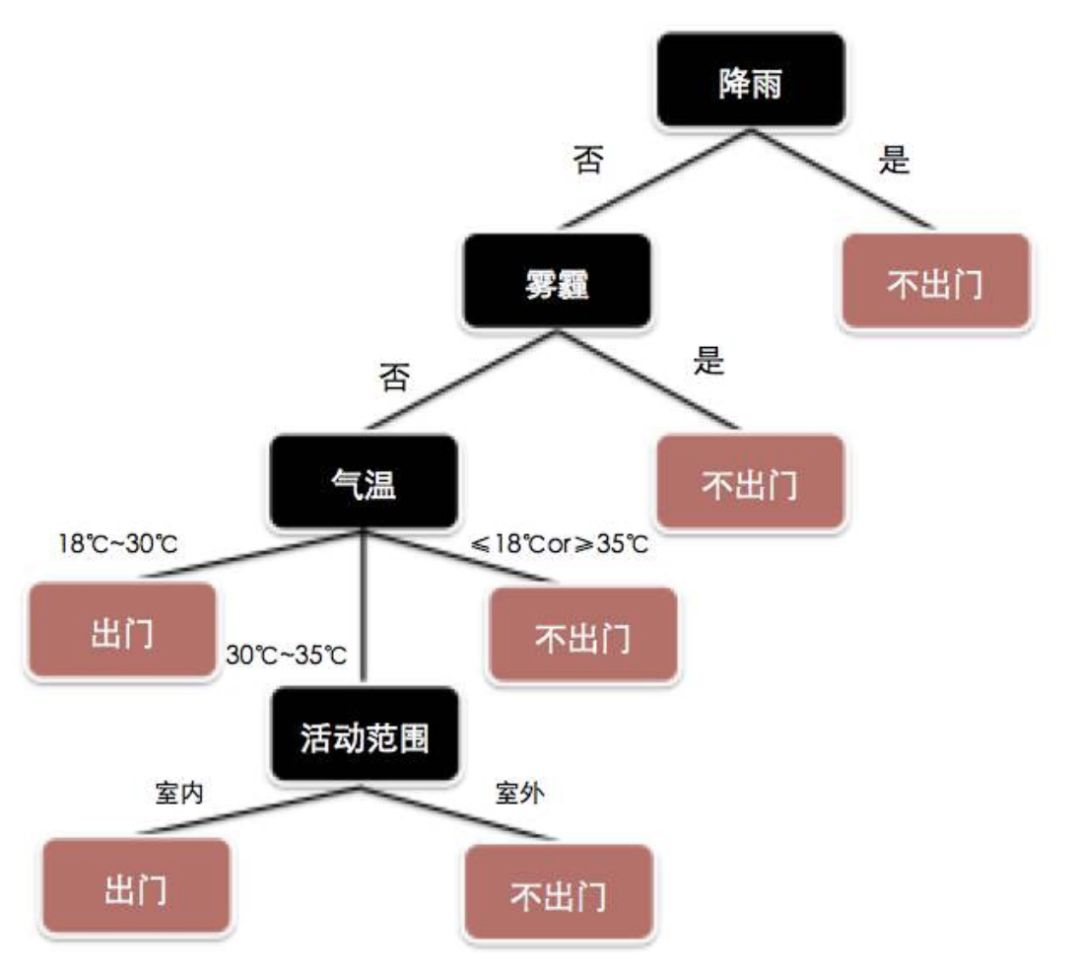 降雨
否
是
雾霾
不出门
否
是
气温
不出门
18℃~30℃
≤18℃or≥35℃
出门
不出门
30℃~35℃
活动范围
室内
室外
出门
不出门